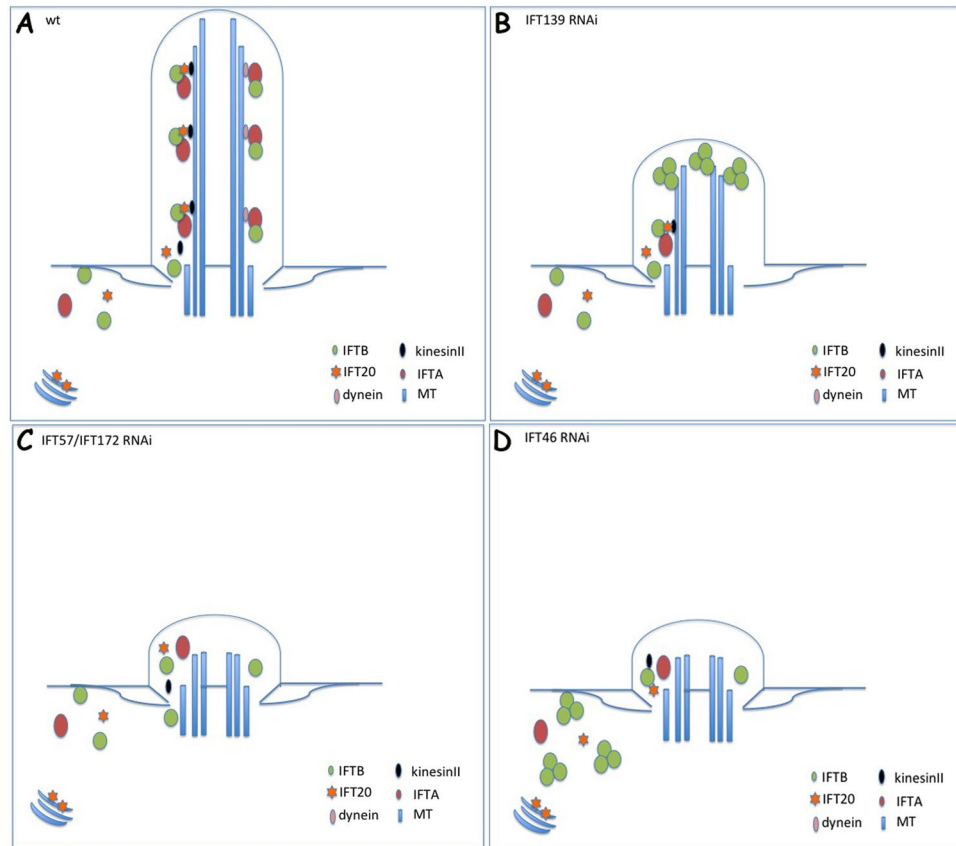 A wt
IFTB kinesinII
IFT20 IFTA
dynein MT
B IFT139 RNAi
IFTB kinesinII
IFT20 IFTA
dynein MT
C IFT57/IFT172 RNAi
IFTB kinesinII
IFT20 IFTA
dynein MT
D IFT46 RNAi
IFTB kinesinII
IFT20 IFTA
dynein MT